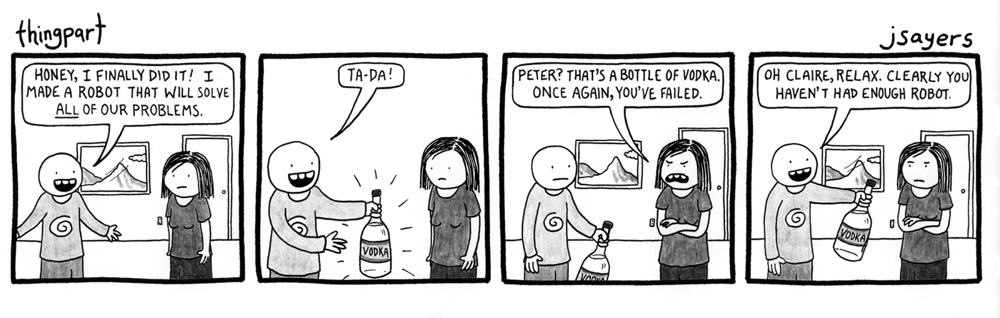 thingpart
jsayers
HONEY, I FINALLY DID IT! I
MADE A ROBOT THAT WILL SOLVE
ALL OF OUR PROBLEMS.
TA-DA!
VODKA
PETER? THAT'S A BOTTLE OF VODKA.
ONCE AGAIN, YOU'VE FAILED.
VODKA
OH CLAIRE, RELAX. CLEARLY YOU
HAVEN'T HAD ENOUGH ROBOT.
VODKA